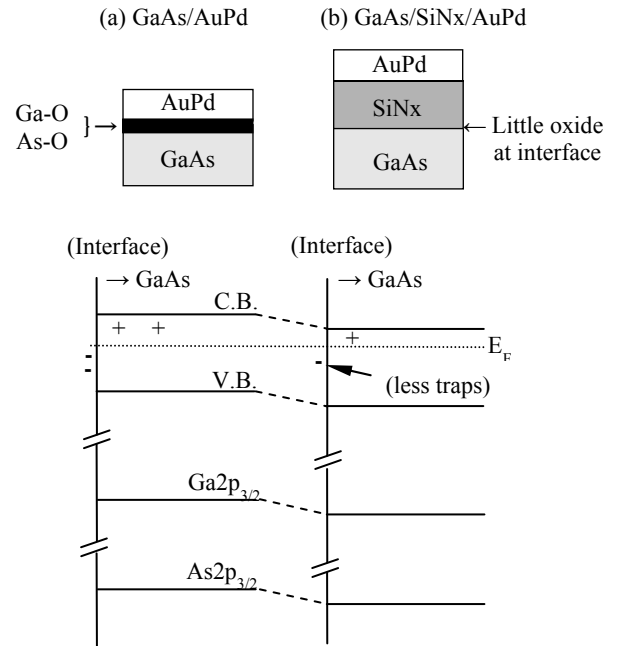 (a) GaAs/AuPd
(b) GaAs/SiNx/AuPd
AuPd
Ga-O
As-O
} →
GaAs
AuPd
SiNx
GaAs
← Little oxide
at interface
(Interface)
(Interface)
→ GaAs
→ GaAs
C.B.
+ +
+
E_F
-
-
-
(less traps)
V.B.
Ga2p3/2
As2p3/2